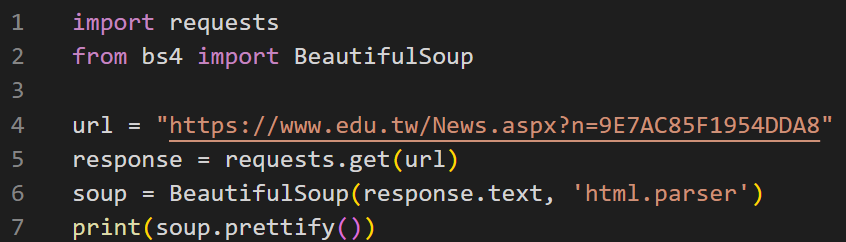 1 import requests
2 from bs4 import BeautifulSoup
3
4 url = "https://www.edu.tw/News.aspx?n=9E7AC85F1954DDA8"
5 response = requests.get(url)
6 soup = BeautifulSoup(response.text, 'html.parser')
7 print(soup.prettify())